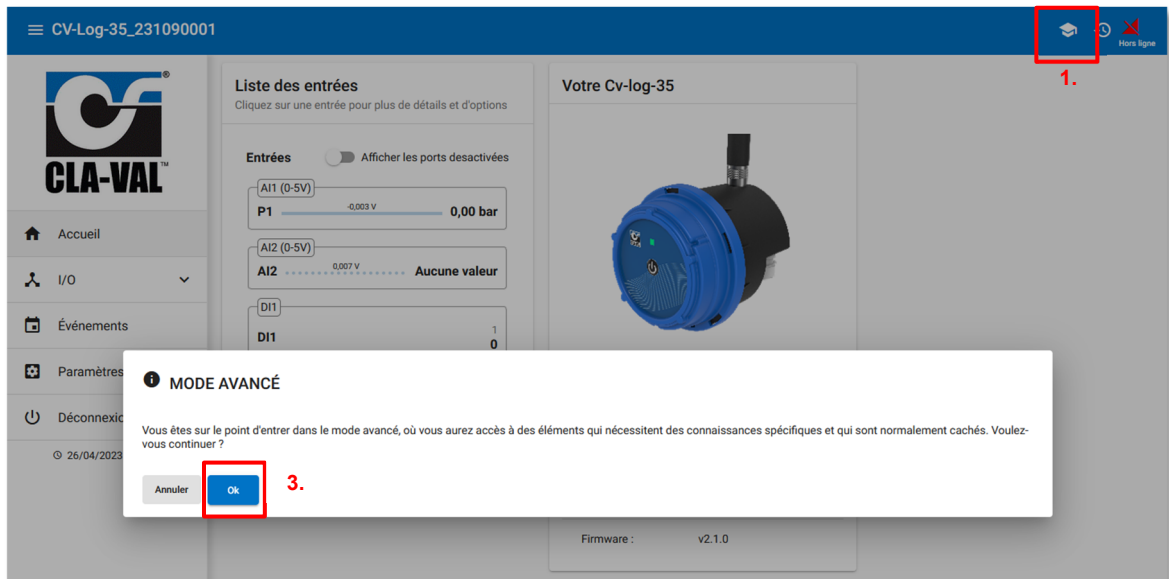 CV-Log-35_231090001
Hors ligne
1.
CLA-VAL™
®
Accueil
I/O
Événements
Paramètres
Déconnexio
26/04/2023
Liste des entrées
Cliquez sur une entrée pour plus de détails et d'options
Entrées
Afficher les ports desactivées
AI1 (0-5V)
P1 -0,003 V 0,00 bar
AI2 (0-5V)
AI2 0,007 V Aucune valeur
DI1
1
DI1 0
Votre Cv-log-35
CLA-VAL
MODE AVANCÉ
Vous êtes sur le point d'entrer dans le mode avancé, où vous aurez accès à des éléments qui nécessitent des connaissances spécifiques et qui sont normalement cachés. Voulez-
vous continuer ?
Annuler Ok 3.
Firmware : v2.1.0